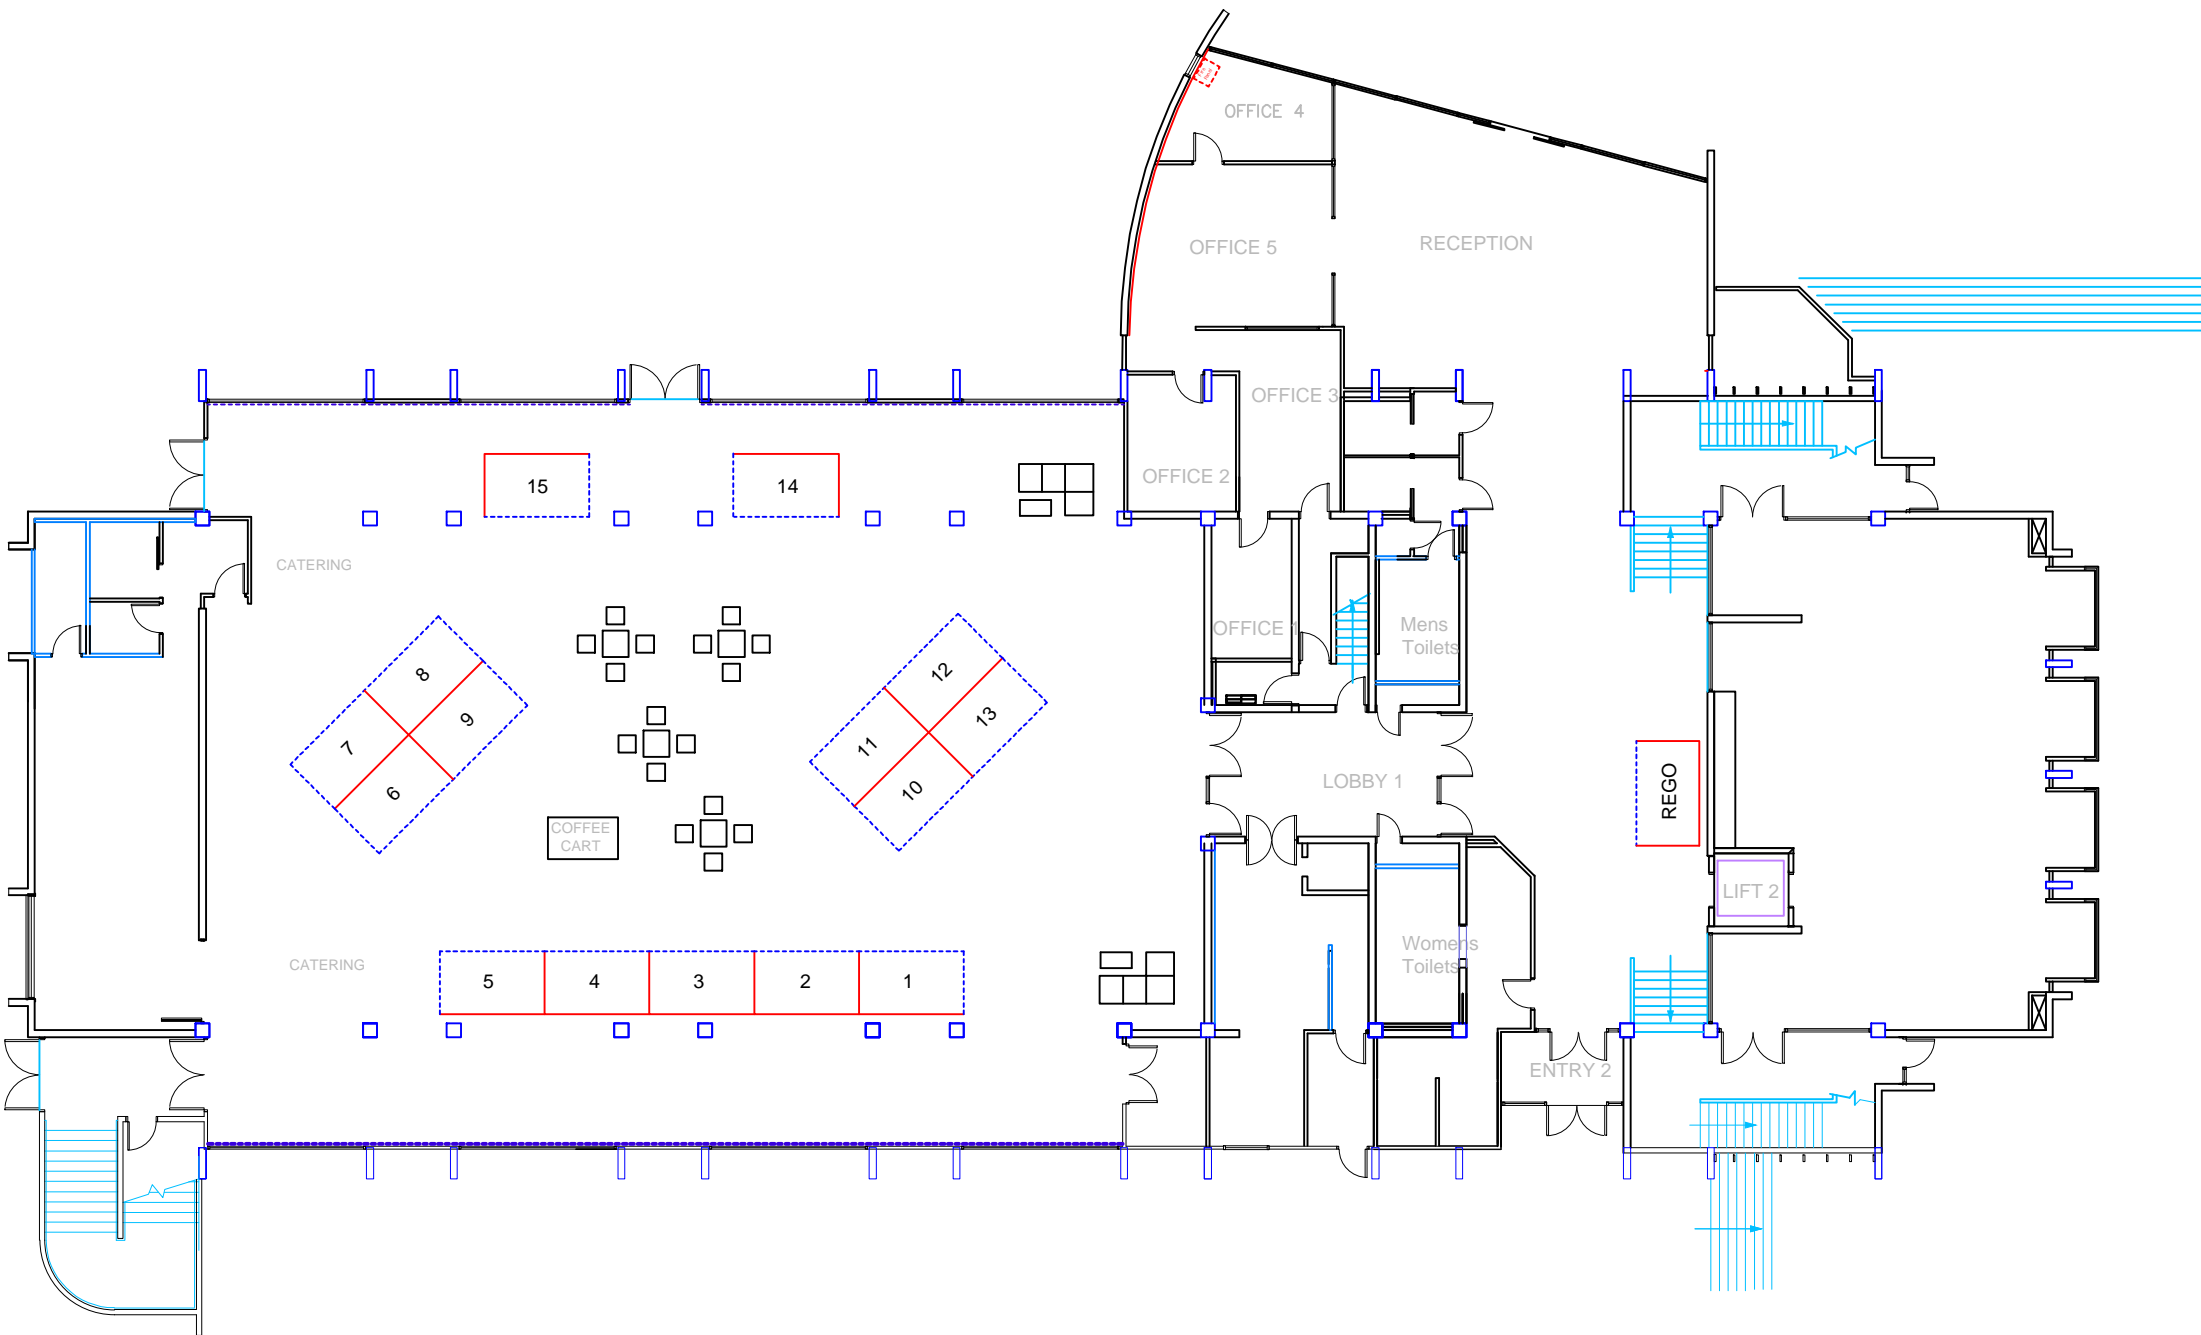 OFFICE 4
OFFICE 5
RECEPTION
OFFICE 3
OFFICE 2
15
14
CATERING
OFFICE 1
Mens
Toilets
8
7
9
6
12
11
13
10
LOBBY 1
REGO
COFFEE
CART
LIFT 2
Womens
Toilets
CATERING
5
4
3
2
1
ENTRY 2